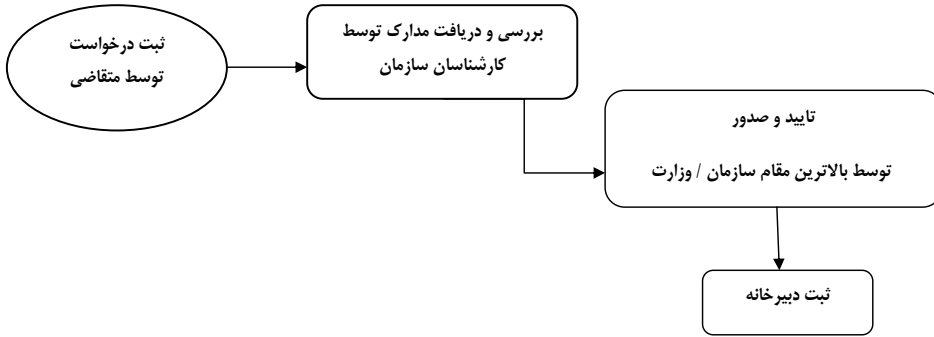 ثبت درخواست
توسط متقاضی
بررسی و دریافت مدارک توسط
کارشناسان سازمان
تایید و صدور
توسط بالاترین مقام سازمان / وزارت
ثبت دبیرخانه